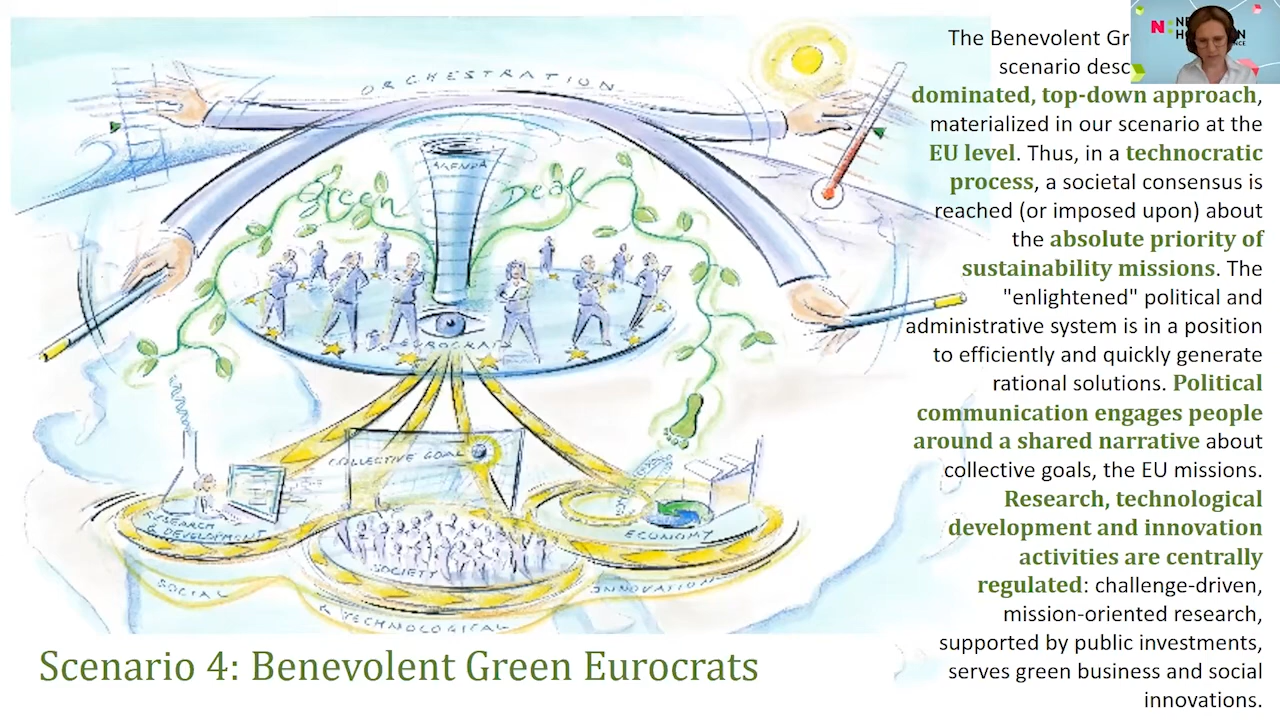 ORCHESTRATION
AGENDA
Green Deal
EUROCRATS
COLLECTIVE GOAL
RESEARCH
& DEVELOPMENT
SOCIETY
ECONOMY
SOCIAL
& TECHNOLOGICAL
INNOVATION
Scenario 4: Benevolent Green Eurocrats
The Benevolent
scenario
dominated, top-down approach,
materialized in our scenario at the
EU level. Thus, in a technocratic
process, a societal consensus is
reached (or imposed upon) about
the absolute priority of
sustainability missions. The
"enlightened" political and
administrative system is in a position
to efficiently and quickly generate
rational solutions. Political
communication engages people
around a shared narrative about
collective goals, the EU missions.
Research, technological
development and innovation
activities are centrally
regulated: challenge-driven,
mission-oriented research,
supported by public investments,
serves green business and social
innovations.